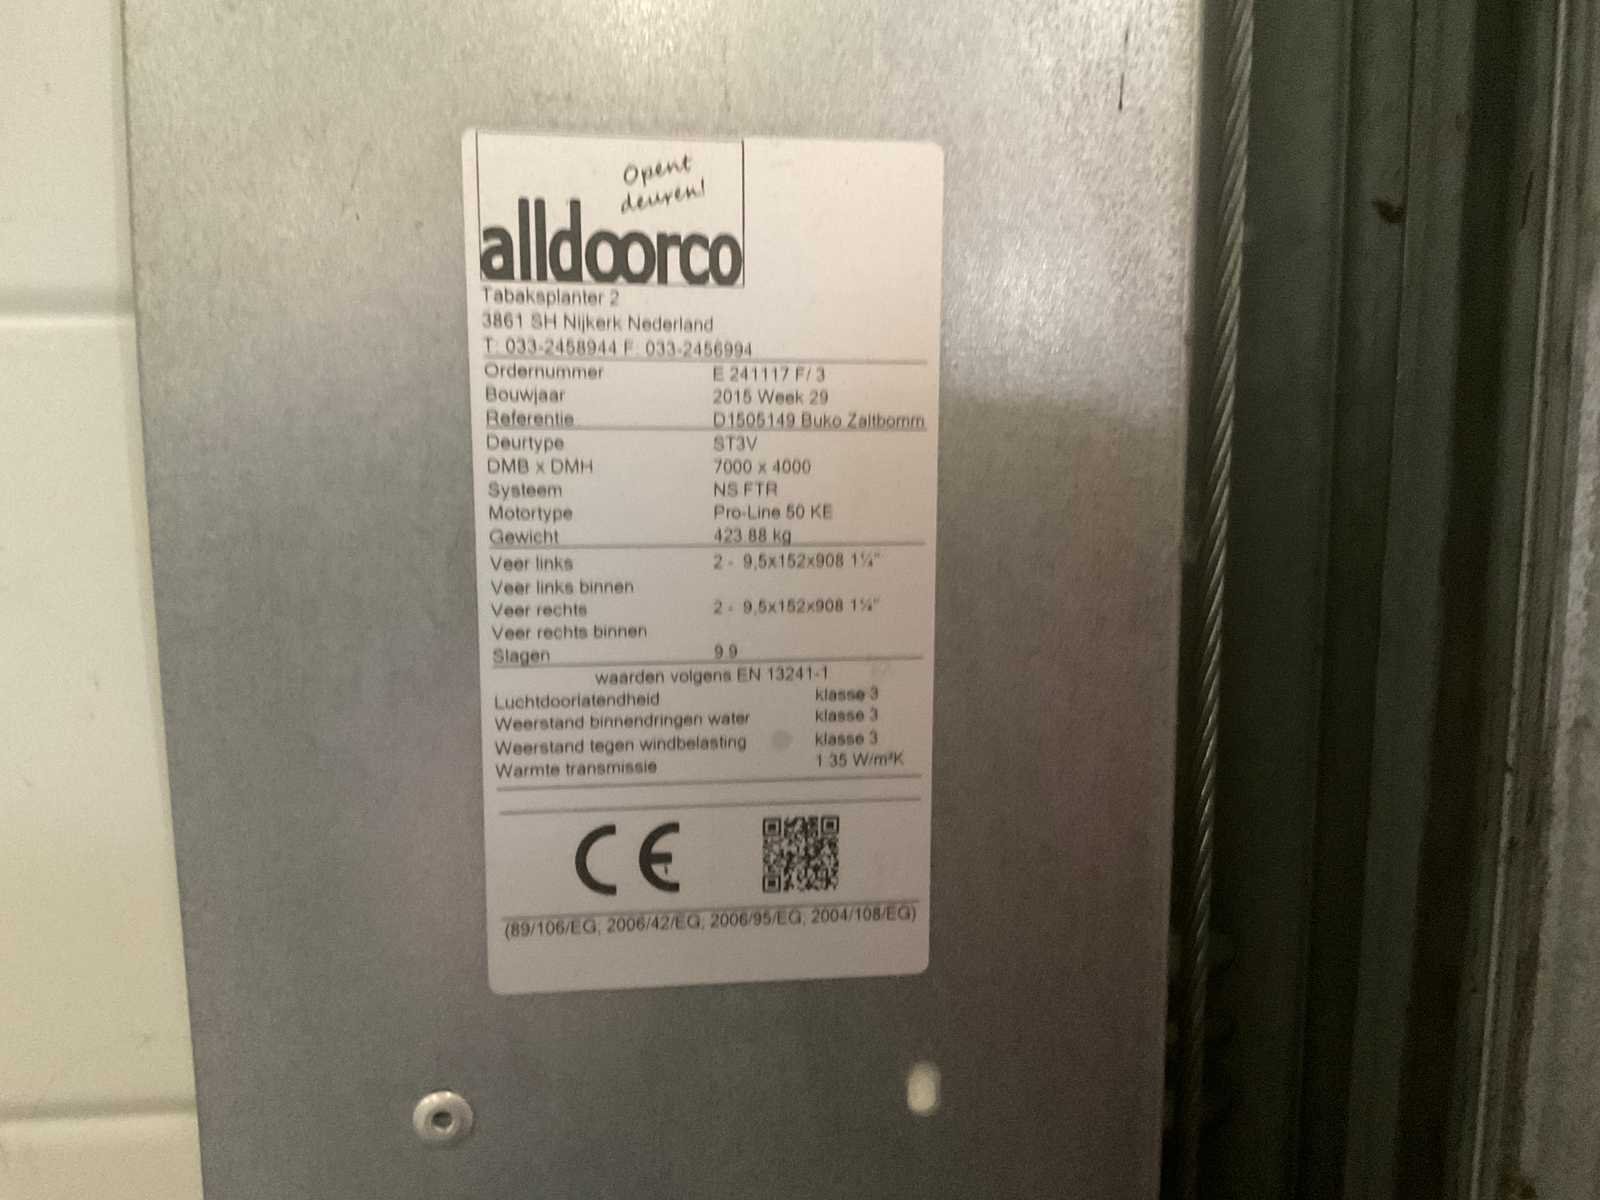 Opent
deuren!
alldoorco
Tabaksplanter 2
3861 SH Nijkerk Nederland
T: 033-2458944 F: 033-2456994
Ordernummer E 241117 F/ 3
Bouwjaar 2015 Week 29
Referentie D1505149 Buko Zaltbomm
Deurtype ST3V
DMB x DMH 7000 x 4000
Systeem NS FTR
Motortype Pro-Line 50 KE
Gewicht 423.88 kg
Veer links 2 - 9,5x152x908 1¼"
Veer links binnen
Veer rechts 2 - 9,5x152x908 1¼"
Veer rechts binnen
Slagen 9.9
waarden volgens EN 13241-1
Luchtdoorlatendheid klasse 3
Weerstand binnendringen water klasse 3
Weerstand tegen windbelasting klasse 3
Warmte transmissie 1.35 W/m²K
CE
(89/106/EG, 2006/42/EG, 2006/95/EG, 2004/108/EG)